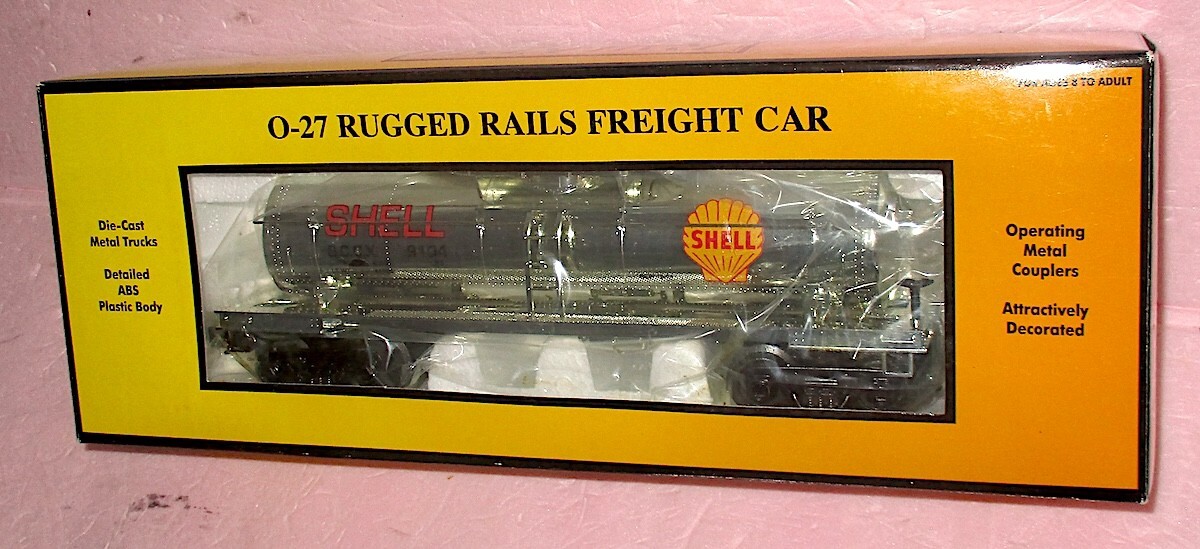 FOR AGES 8 TO ADULT
O-27 RUGGED RAILS FREIGHT CAR
Die-Cast
Metal Trucks
Detailed
ABS
Plastic Body
SHELL
SHELL
Operating
Metal
Couplers
Attractively
Decorated